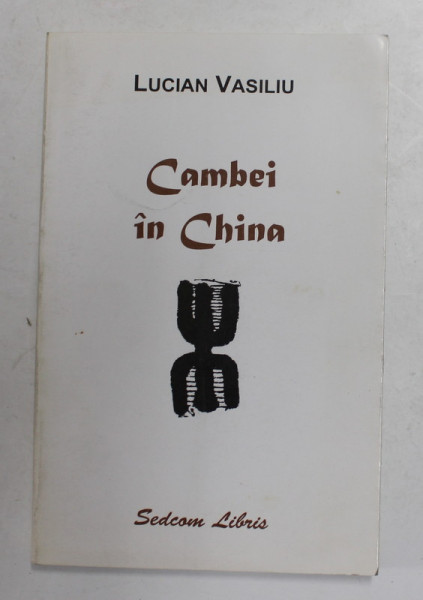 LUCIAN VASILIU
Cambei
în China
Sedcom Libris